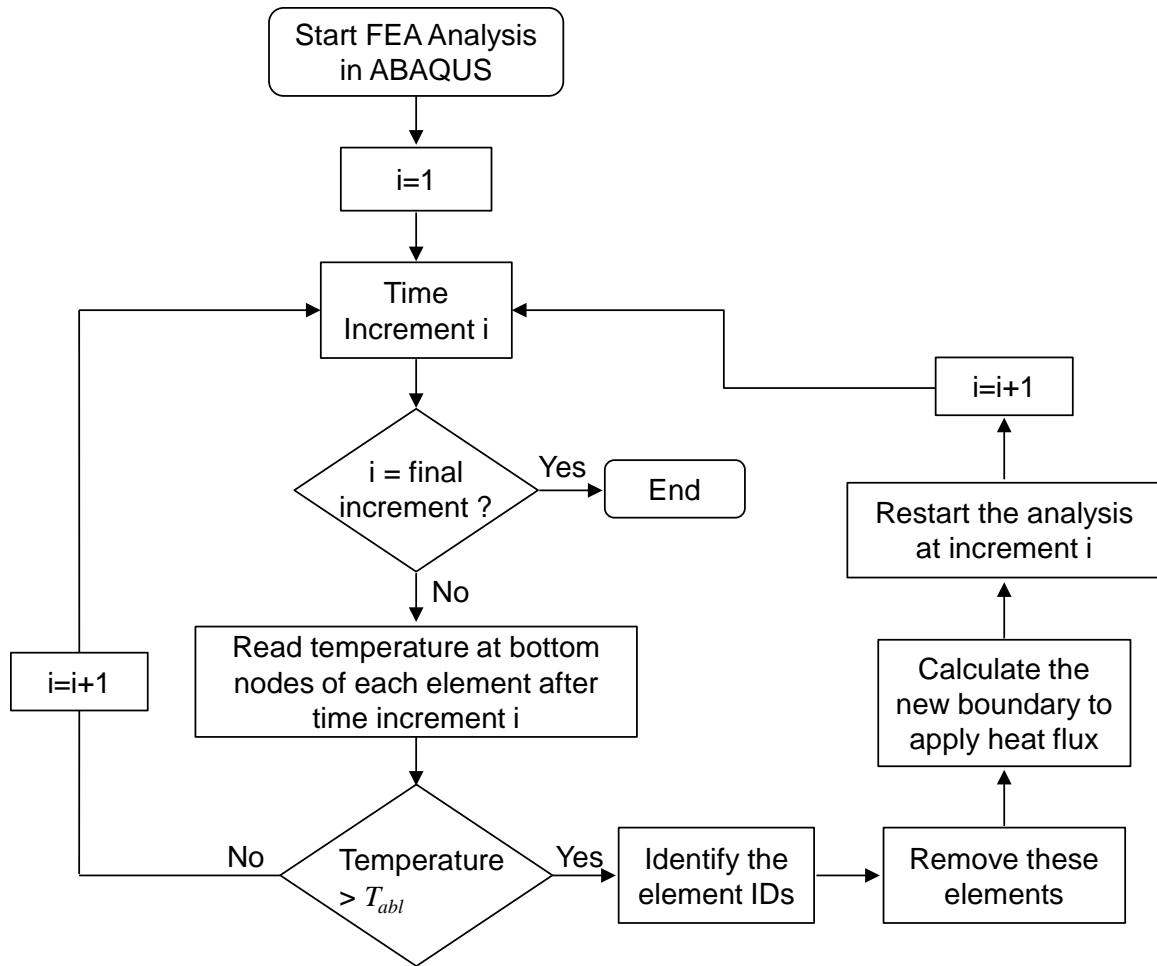 Start FEA Analysis
in ABAQUS
i=1
Time
Increment i
i = final
increment ?
Yes
End
No
Read temperature at bottom
nodes of each element after
time increment i
i=i+1
Temperature
> T_abl
No
Yes
Identify the
element IDs
Remove these
elements
Calculate the
new boundary to
apply heat flux
Restart the analysis
at increment i
i=i+1